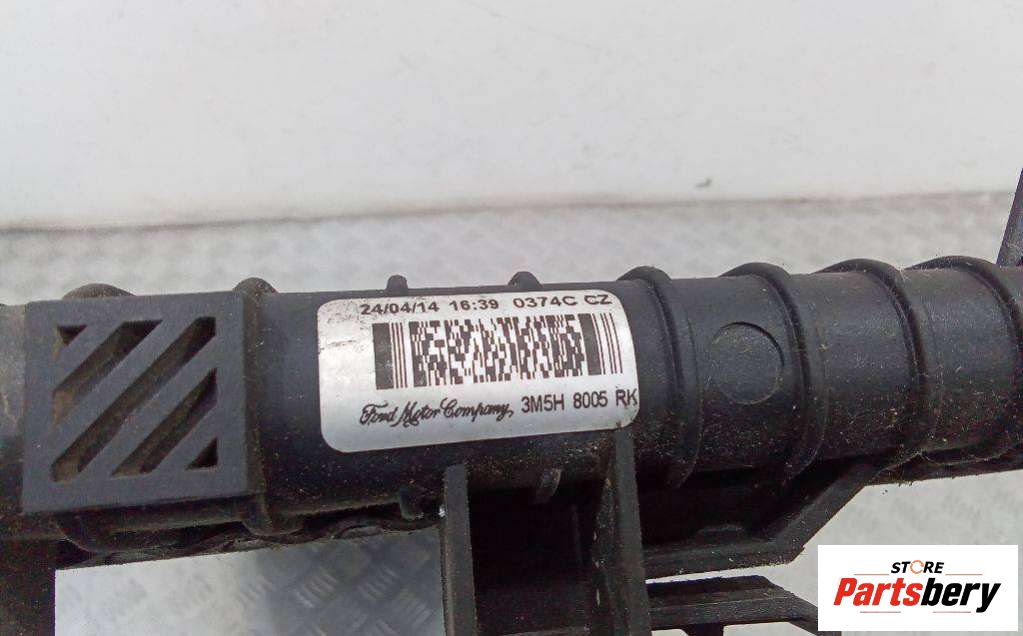 24/04/14 16:39 0374C CZ
Ford Motor Company, 3M5H 8005 RK
STORE
Partsbery